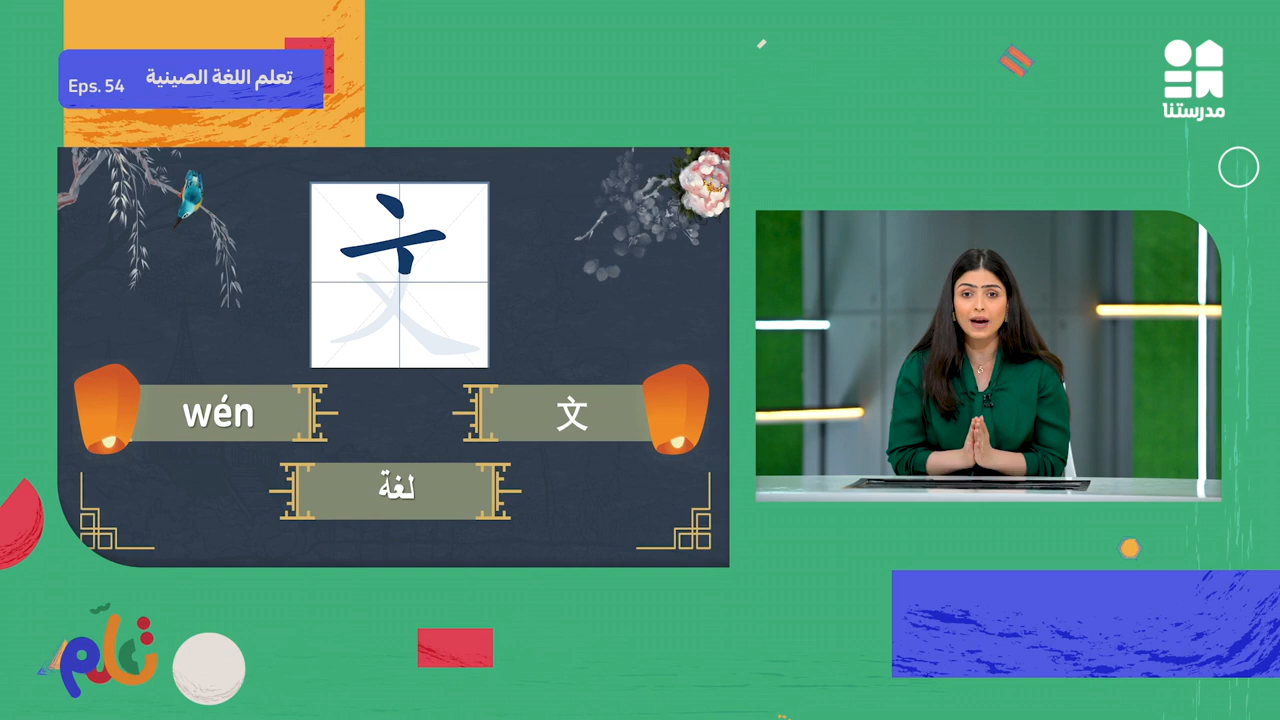 تعلم اللغة الصينية
Eps. 54
مدرستنا
文
wén
文
لغة
تعلم